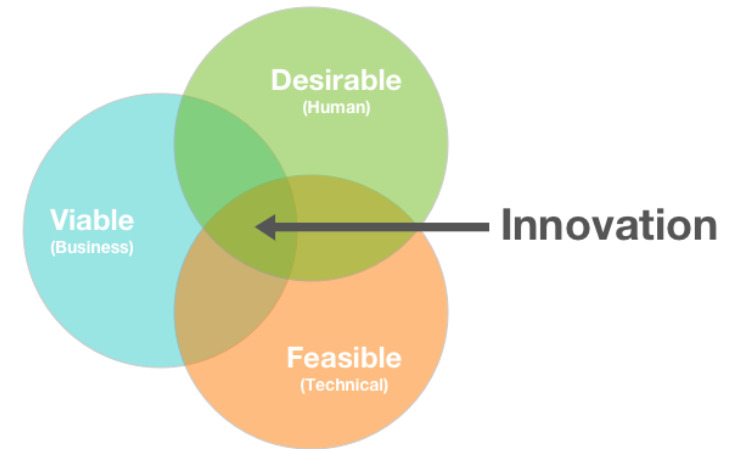 Desirable
(Human)
Viable
(Business)
Innovation
Feasible
(Technical)